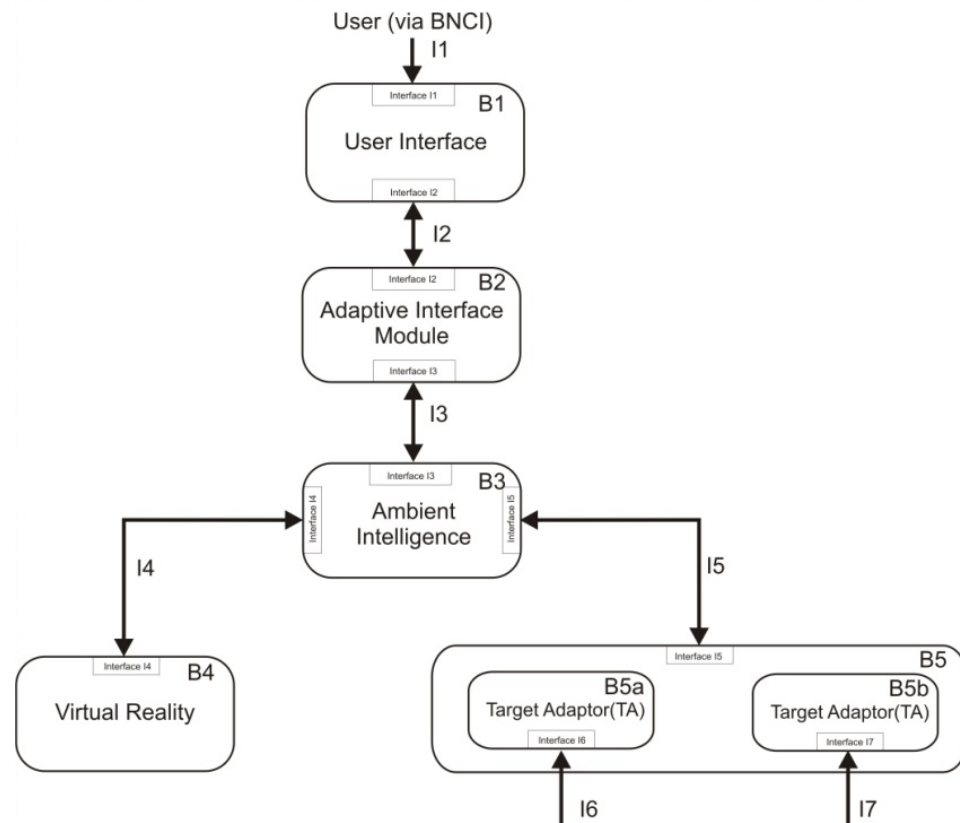 User (via BNCI)
I1
Interface I1
B1
User Interface
Interface I2
I2
Interface I2
B2
Adaptive Interface
Module
Interface I3
I3
Interface I3
B3
Interface I4
Ambient
Intelligence
Interface I5
I4
I5
Interface I4
B4
Virtual Reality
Interface I5
B5
B5a
Target Adaptor(TA)
Interface I6
B5b
Target Adaptor(TA)
Interface I7
I6
I7